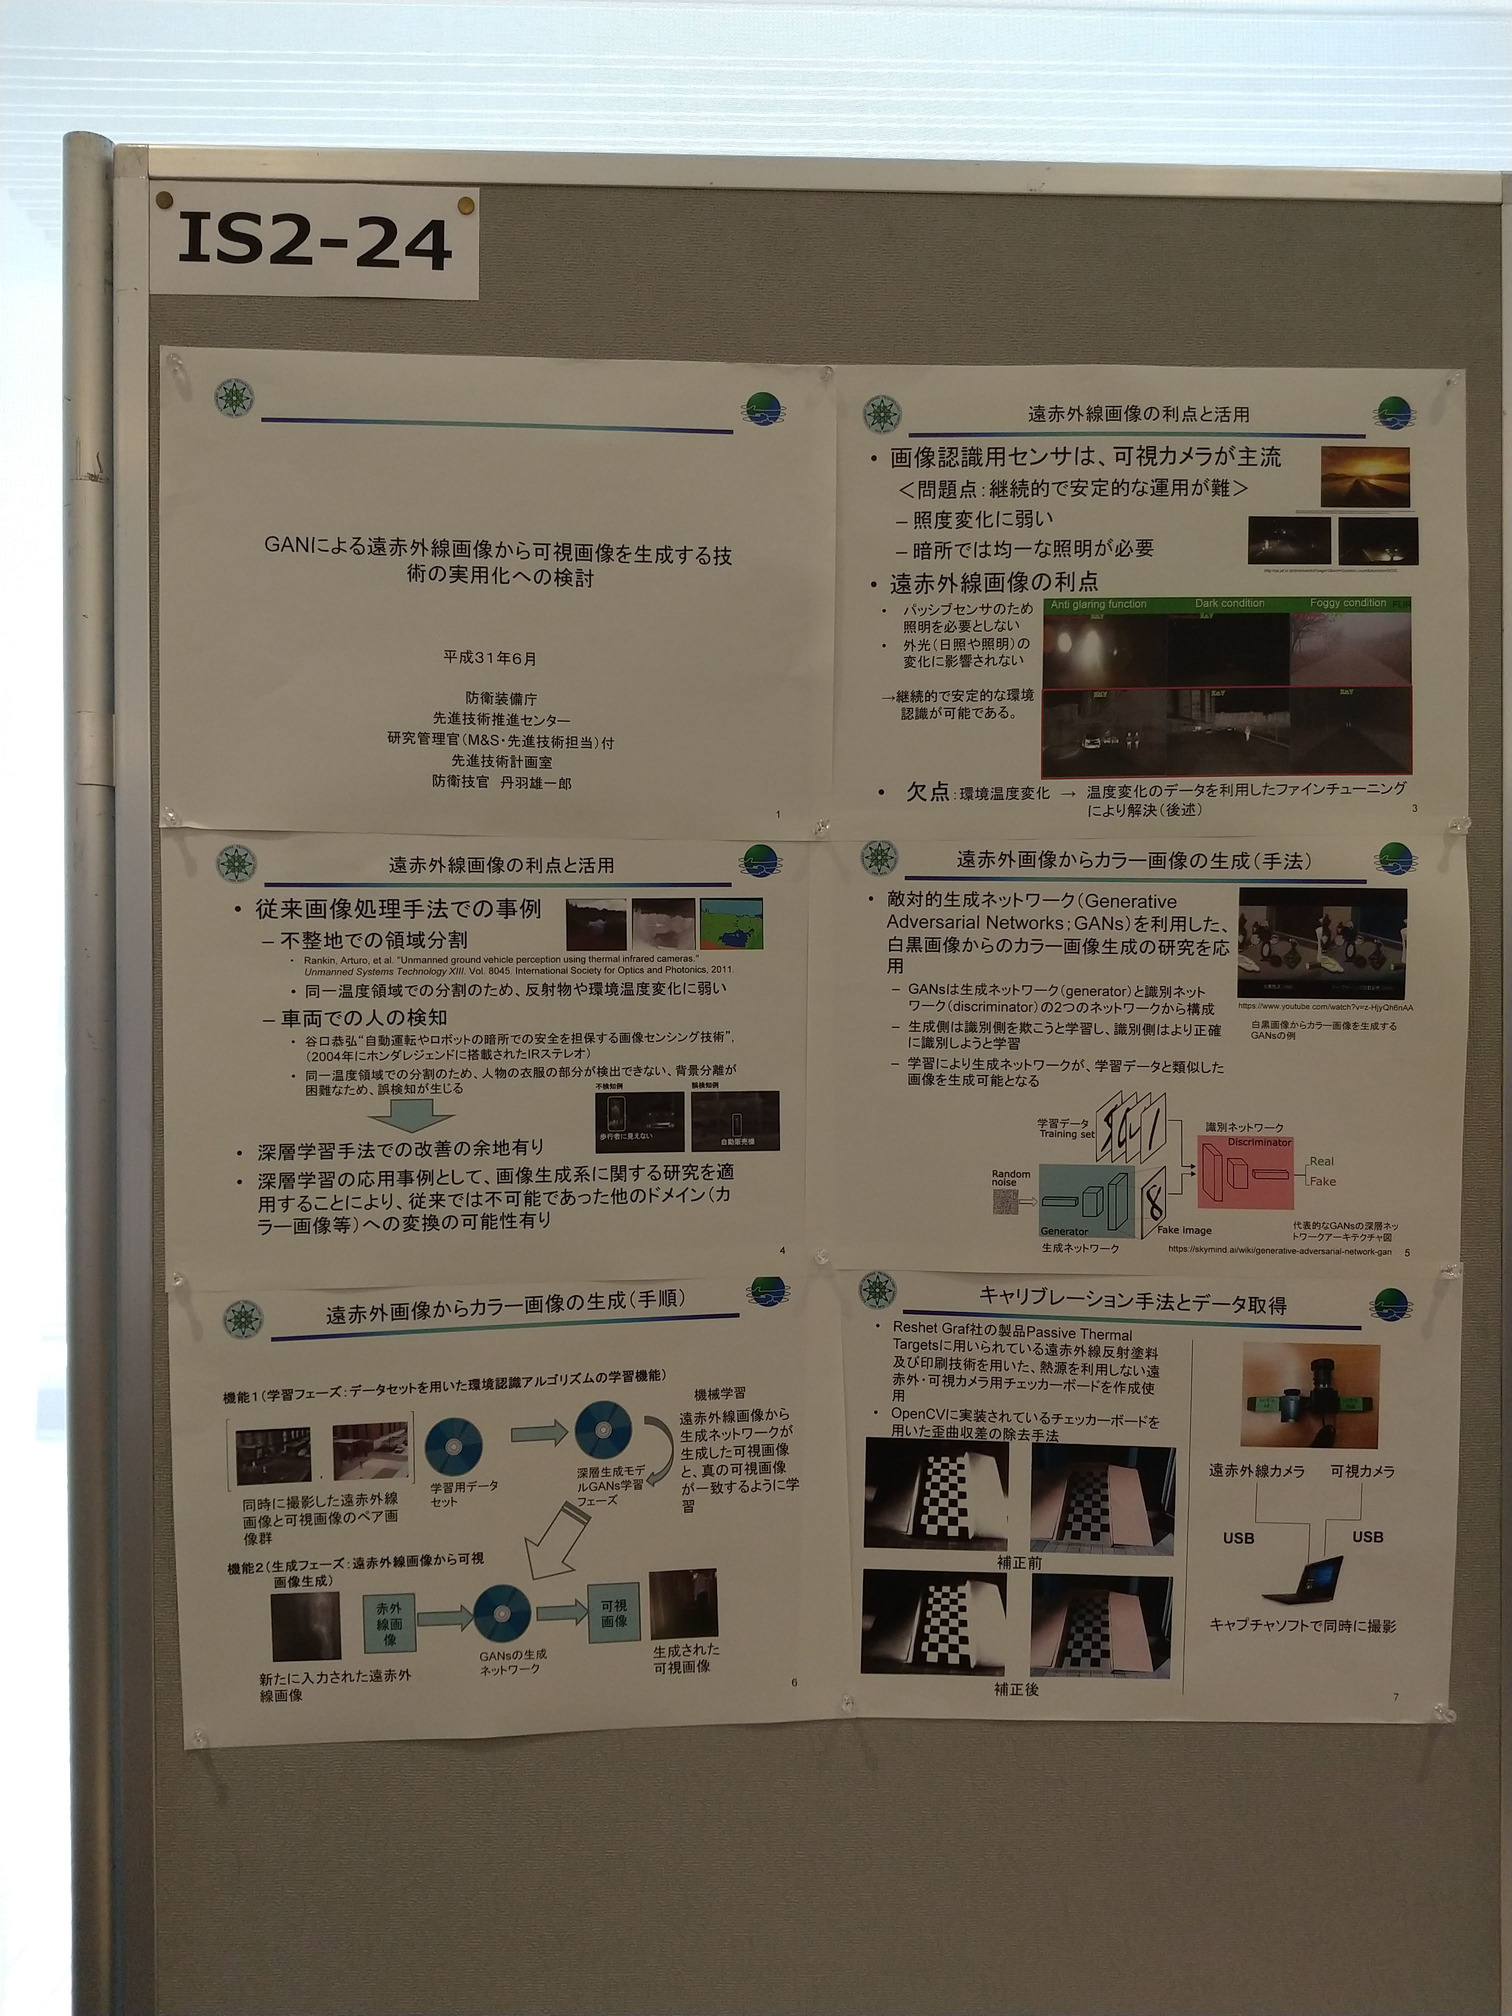 IS2-24
GANによる遠赤外線画像から可視画像を生成する技
術の実用化への検討
平成31年6月
防衛装備庁
先進技術推進センター
研究管理官(M&S・先進技術担当)付
先進技術計画室
防衛技官 丹羽雄一郎
1
遠赤外線画像の利点と活用
• 画像認識用センサは、可視カメラが主流
＜問題点:継続的で安定的な運用が難＞
– 照度変化に弱い
– 暗所では均一な照明が必要
• 遠赤外線画像の利点
• パッシブセンサのため
照明を必要としない
• 外光(日照や照明)の
変化に影響されない
→継続的で安定的な環境
認識が可能である。
Anti glaring function
Dark condition
Foggy condition
FLIR
• 欠点:環境温度変化 → 温度変化のデータを利用したファインチューニング
により解決(後述)
3
遠赤外線画像の利点と活用
• 従来画像処理手法での事例
– 不整地での領域分割
• Rankin, Arturo, et al. "Unmanned ground vehicle perception using thermal infrared cameras."
Unmanned Systems Technology XIII. Vol. 8045. International Society for Optics and Photonics, 2011.
• 同一温度領域での分割のため、反射物や環境温度変化に弱い
– 車両での人の検知
• 谷口恭弘“自動運転やロボットの暗所での安全を担保する画像センシング技術”,
(2004年にホンダレジェンドに搭載されたIRステレオ)
• 同一温度領域での分割のため、人物の衣服の部分が検出できない、背景分離が
困難なため、誤検知が生じる
不検知例
誤検知例
歩行者に見えない
自動販売機
• 深層学習手法での改善の余地有り
• 深層学習の応用事例として、画像生成系に関する研究を適
用することにより、従来では不可能であった他のドメイン(カ
ラー画像等)への変換の可能性有り
4
遠赤外画像からカラー画像の生成(手法)
• 敵対的生成ネットワーク(Generative
Adversarial Networks;GANs)を利用した、
白黒画像からのカラー画像生成の研究を応
用
– GANsは生成ネットワーク(generator)と識別ネット
ワーク(discriminator)の2つのネットワークから構成
– 生成側は識別側を欺こうと学習し、識別側はより正確
に識別しようと学習
– 学習により生成ネットワークが、学習データと類似した
画像を生成可能となる
https://www.youtube.com/watch?v=z-HjyQh6nAA
白黒画像からカラー画像を生成する
GANsの例
学習データ
Training set
識別ネットワーク
Discriminator
Real
Fake
Random
noise
Generator
生成ネットワーク
Fake image
代表的なGANsの深層ネッ
トワークアーキテクチャ図
https://skymind.ai/wiki/generative-adversarial-network-gan
5
遠赤外画像からカラー画像の生成(手順)
機能1(学習フェーズ:データセットを用いた環境認識アルゴリズムの学習機能)
同時に撮影した遠赤外線
画像と可視画像のペア画
像群
学習用データ
セット
深層生成モデ
ルGANs学習
フェーズ
機械学習
遠赤外線画像から
生成ネットワークが
生成した可視画像
と、真の可視画像
が一致するように学
習
機能2(生成フェーズ:遠赤外線画像から可視
画像生成)
新たに入力された遠赤外
線画像
赤外
線画
像
GANsの生成
ネットワーク
可視
画像
生成された
可視画像
6
キャリブレーション手法とデータ取得
• Reshet Graf社の製品Passive Thermal
Targetsに用いられている遠赤外線反射塗料
及び印刷技術を用いた、熱源を利用しない遠
赤外・可視カメラ用チェッカーボードを作成使
用
• OpenCVに実装されているチェッカーボードを
用いた歪曲収差の除去手法
補正前
補正後
遠赤外線カメラ
可視カメラ
USB
USB
キャプチャソフトで同時に撮影
7